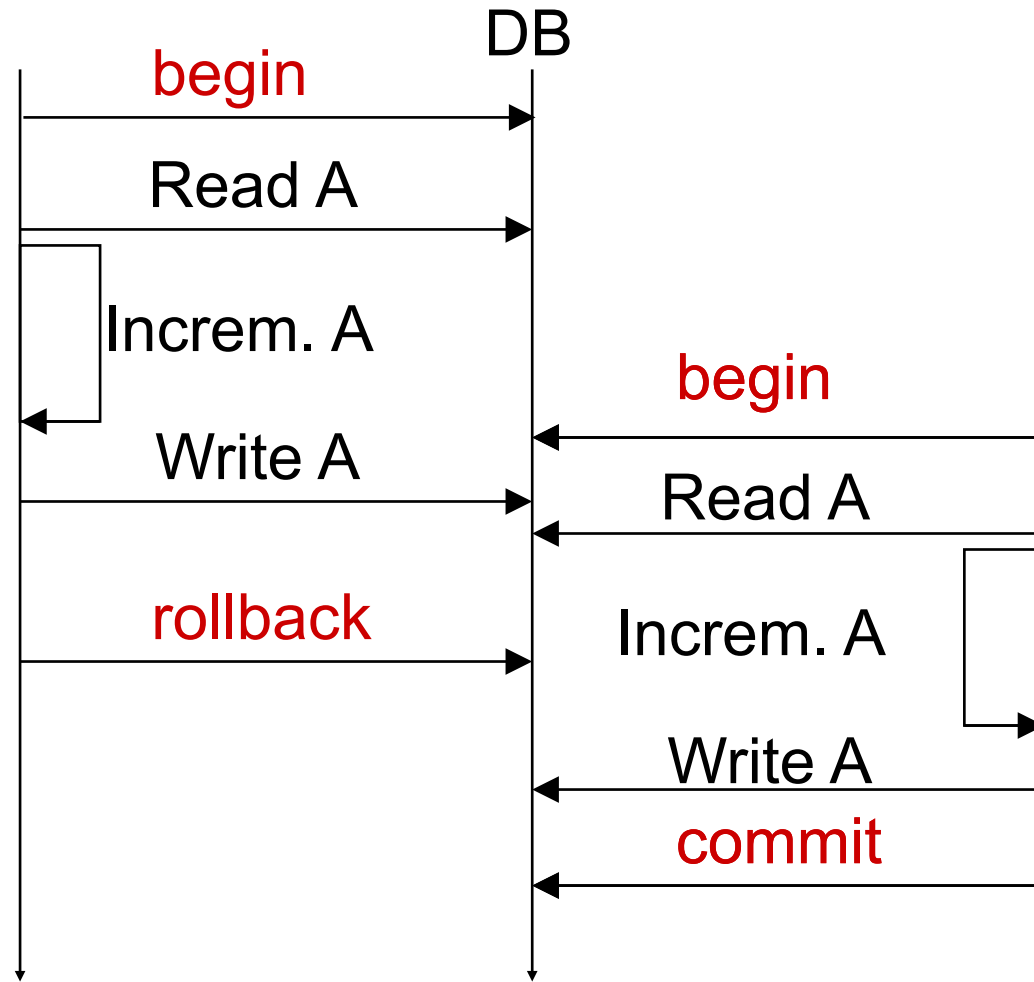 DB
begin
Read A
Increm. A
begin
Write A
Read A
rollback
Increm. A
Write A
commit